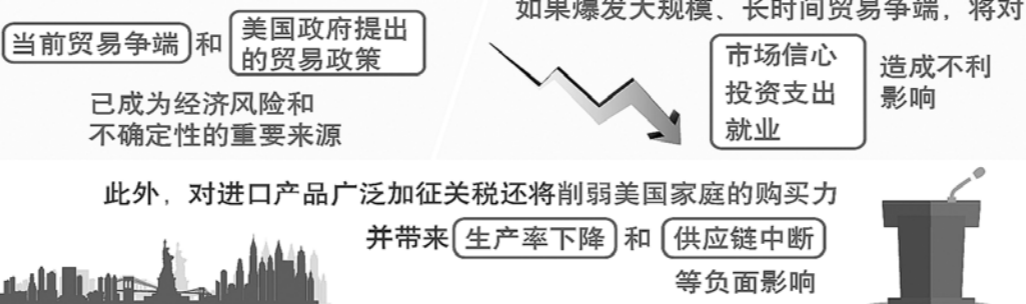 当前贸易争端 和 美国政府提出
的贸易政策
已成为经济风险和
不确定性的重要来源
如果爆发大规模、长时间贸易争端，将对
市场信心
投资支出
就业
造成不利
影响
此外，对进口产品广泛加征关税还将削弱美国家庭的购买力
并带来 生产率下降 和 供应链中断
等负面影响